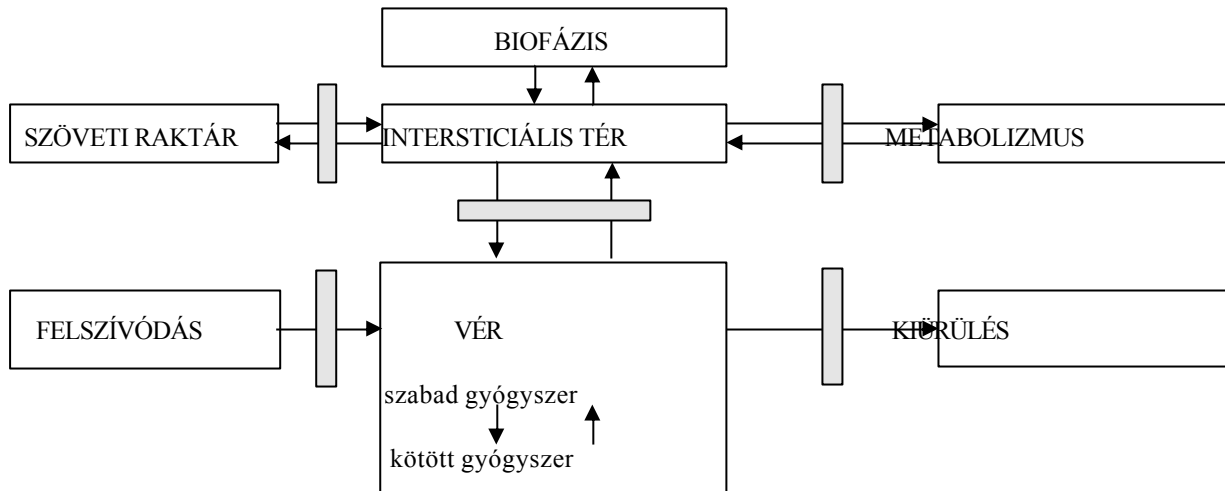 BIOFÁZIS
SZÖVETI RAKTÁR
INTERSTICIÁLIS TÉR
METABOLIZMUS
FELSZÍVÓDÁS
VÉR
KIÜRÜLÉS
szabad gyógyszer
kötött gyógyszer